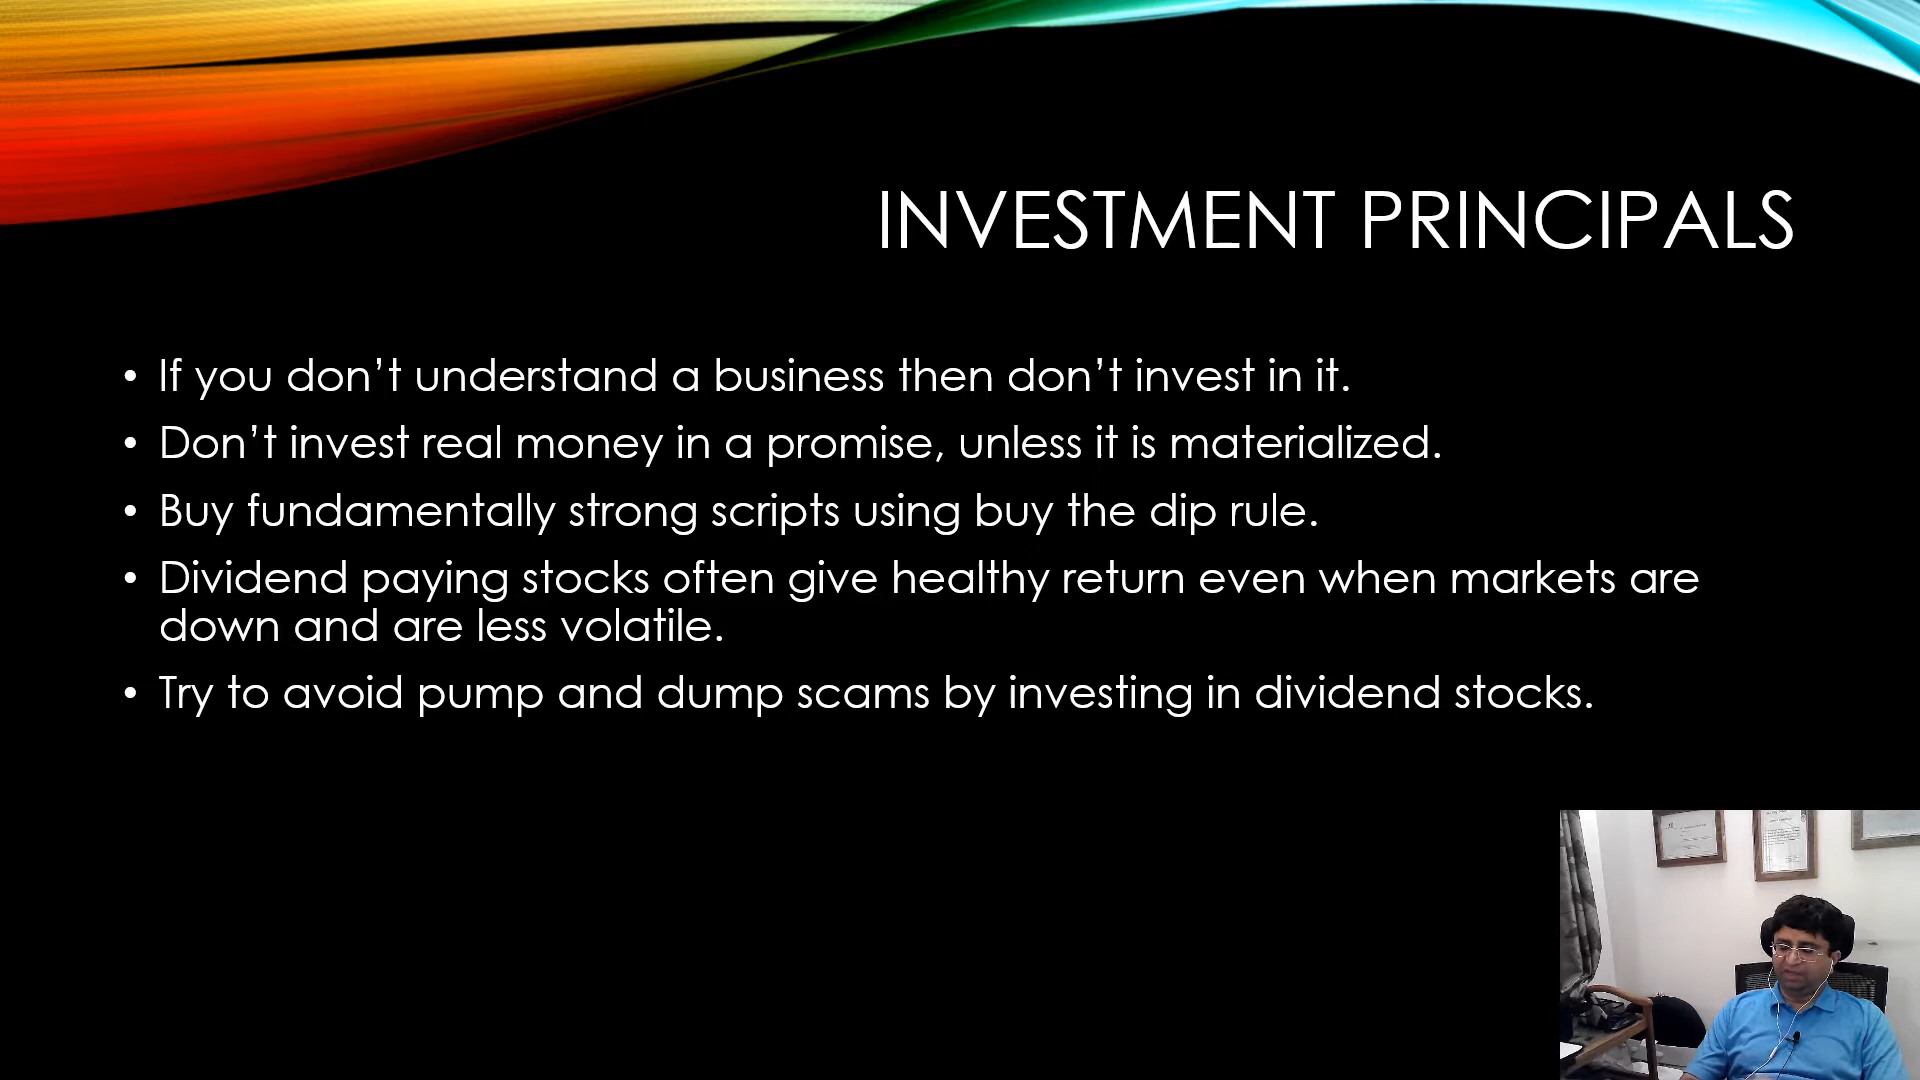 INVESTMENT PRINCIPALS
• If you don’t understand a business then don’t invest in it.
• Don’t invest real money in a promise, unless it is materialized.
• Buy fundamentally strong scripts using buy the dip rule.
• Dividend paying stocks often give healthy return even when markets are
down and are less volatile.
• Try to avoid pump and dump scams by investing in dividend stocks.